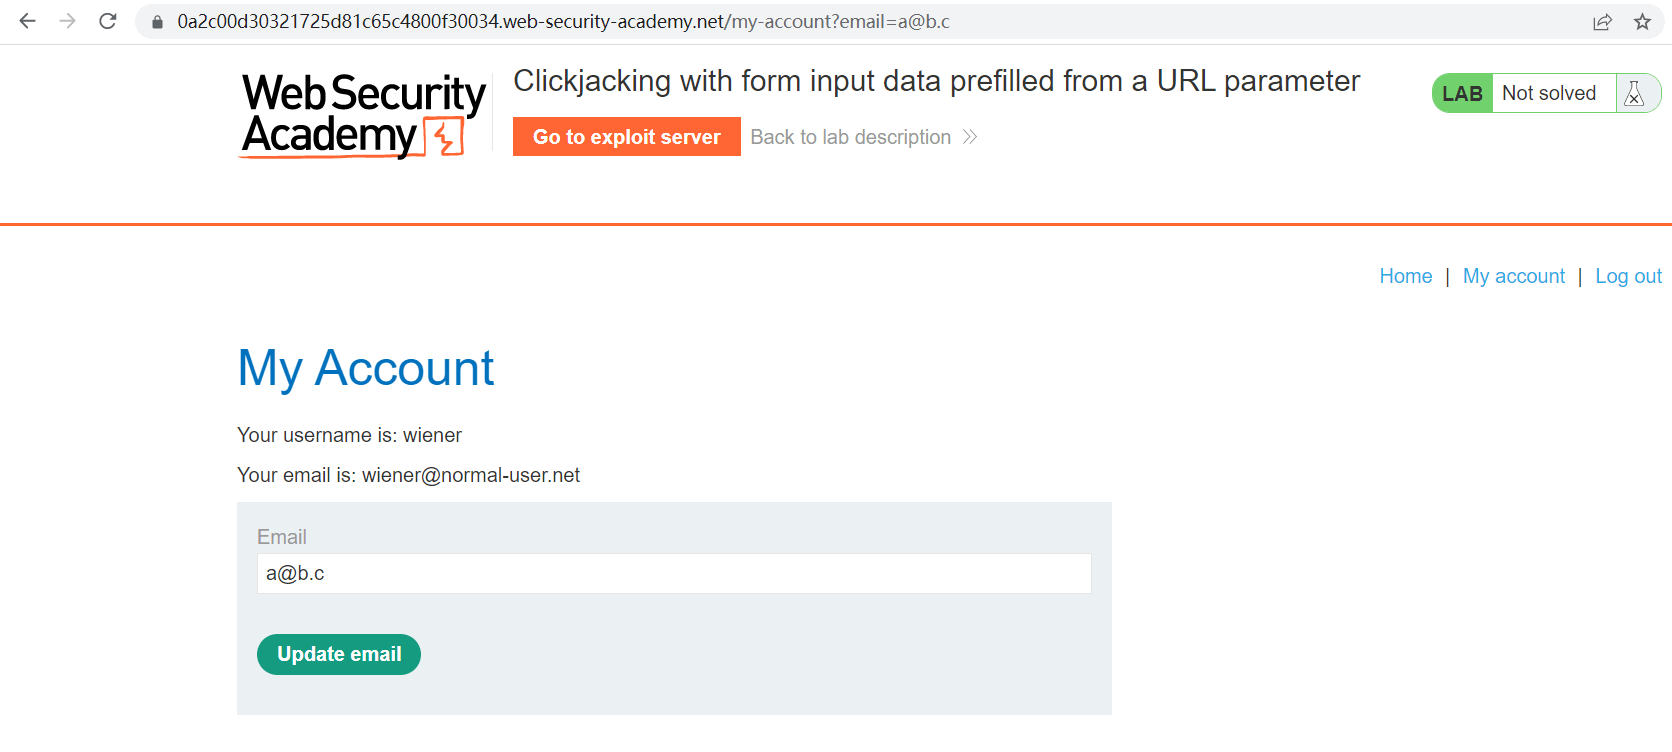 0a2c00d30321725d81c65c4800f30034.web-security-academy.net/my-account?email=a@b.c
Web Security
Academy
Clickjacking with form input data prefilled from a URL parameter
Go to exploit server
Back to lab description
LAB
Not solved
Home | My account | Log out
My Account
Your username is: wiener
Your email is: wiener@normal-user.net
Email
a@b.c
Update email